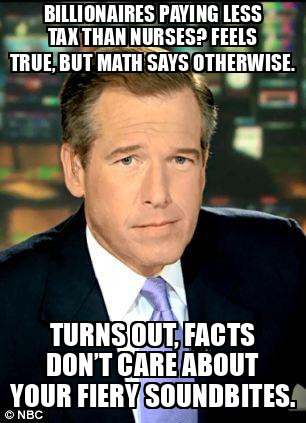 BILLIONAIRES PAYING LESS
TAX THAN NURSES? FEELS
TRUE, BUT MATH SAYS OTHERWISE.
TURNS OUT, FACTS
DON'T CARE ABOUT
YOUR FIERY SOUNDBITES.
© NBC